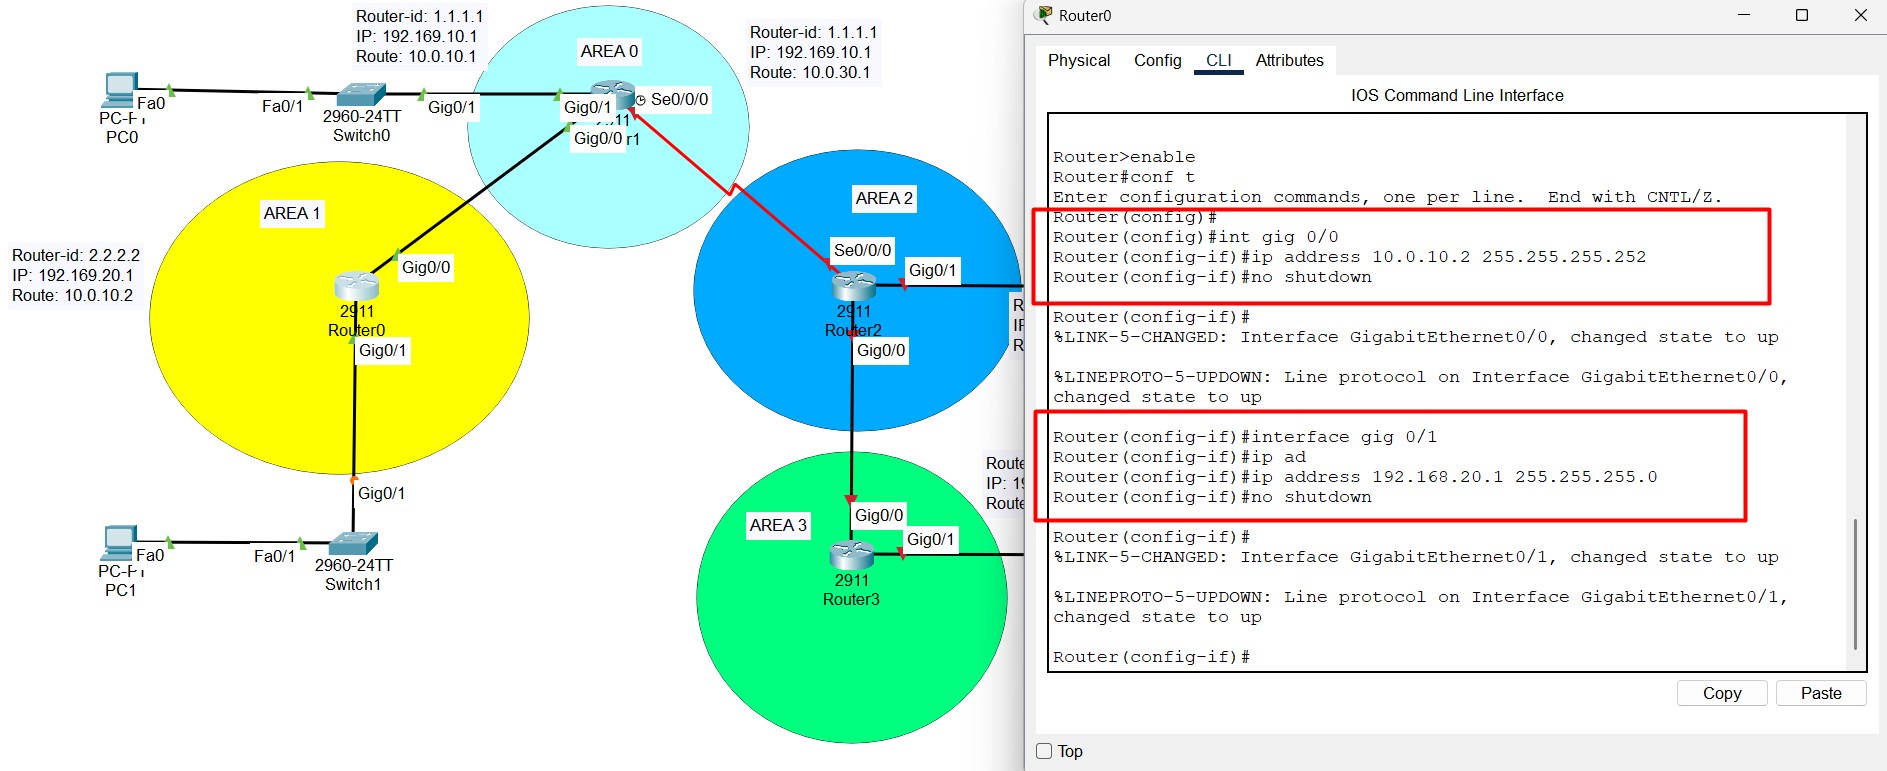 Router-id: 1.1.1.1
IP: 192.169.10.1
Route: 10.0.10.1
AREA 0
Router-id: 1.1.1.1
IP: 192.169.10.1
Route: 10.0.30.1
Fa0
PC0
Fa0/1
2960-24TT
Switch0
Gig0/1
Gig0/1
Se0/0/0
Gig0/0
r1
AREA 1
Router-id: 2.2.2.2
IP: 192.169.20.1
Route: 10.0.10.2
Gig0/0
2911
Router0
Gig0/1
Gig0/1
Fa0
PC1
Fa0/1
2960-24TT
Switch1
AREA 2
Se0/0/0
Gig0/1
2911
Router2
Gig0/0
R
R
Route
IP: 19
Route
AREA 3
Gig0/0
Gig0/1
2911
Router3
Router0
Physical Config CLI Attributes
IOS Command Line Interface
Router>enable
Router#conf t
Enter configuration commands, one per line. End with CNTL/Z.
Router(config)#
Router(config)#int gig 0/0
Router(config-if)#ip address 10.0.10.2 255.255.255.252
Router(config-if)#no shutdown
Router(config-if)#
%LINK-5-CHANGED: Interface GigabitEthernet0/0, changed state to up
%LINEPROTO-5-UPDOWN: Line protocol on Interface GigabitEthernet0/0,
changed state to up
Router(config-if)#interface gig 0/1
Router(config-if)#ip ad
Router(config-if)#ip address 192.168.20.1 255.255.255.0
Router(config-if)#no shutdown
Router(config-if)#
%LINK-5-CHANGED: Interface GigabitEthernet0/1, changed state to up
%LINEPROTO-5-UPDOWN: Line protocol on Interface GigabitEthernet0/1,
changed state to up
Router(config-if)#
Copy Paste
Top